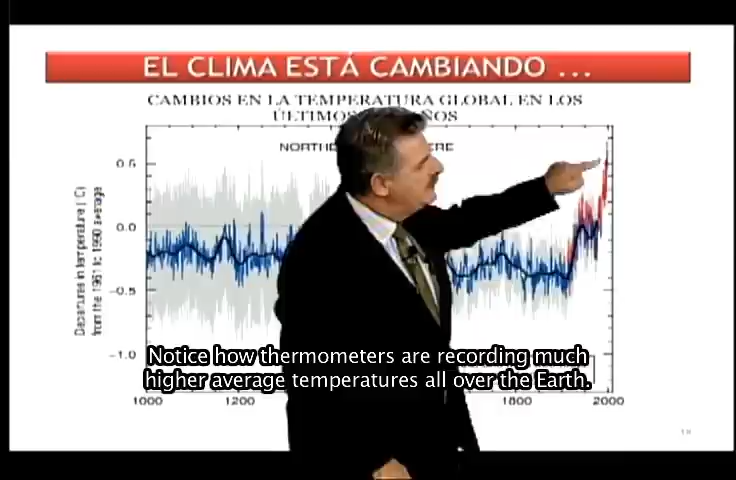 EL CLIMA ESTÁ CAMBIANDO ...
CAMBIOS EN LA TEMPERATURA GLOBAL EN LOS
ÚLTIMOS
NORTHE
0.5
0.0
-0.5
-1.0
Departures in temperature (°C)
from the 1961 to 1990 average
Notice how thermometers are recording much
higher average temperatures all over the Earth.
1000 1200 1800 2000